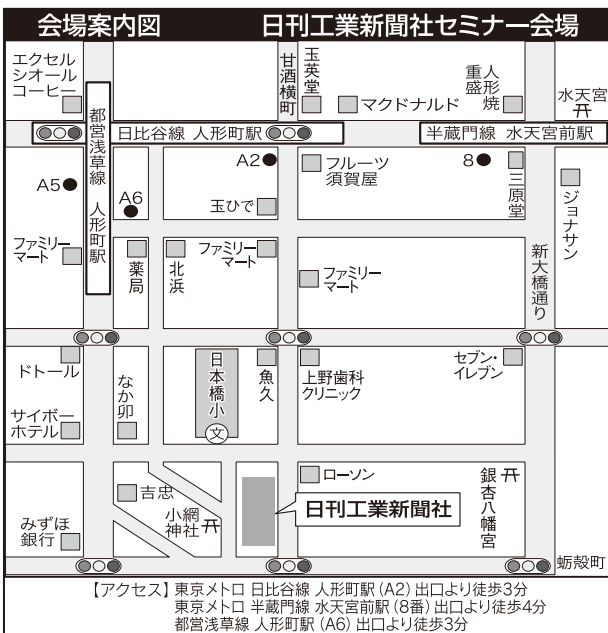 会場案内図 日刊工業新聞社セミナー会場
エクセル
シオール
コーヒー
甘酒横町
玉英堂
マクドナルド
人形焼
重盛
水天宮
都営浅草線 人形町駅
日比谷線 人形町駅
半蔵門線 水天宮前駅
A5
A6
A2
フルーツ
須賀屋
8
三原堂
ジョナサン
玉ひで
ファミリー
マート
薬局
北浜
ファミリー
マート
ファミリー
マート
新大橋通り
ドトール
なか卯
日本橋小
文
魚久
上野歯科
クリニック
セブン・
イレブン
サイボー
ホテル
吉忠
小網
神社
ローソン
日刊工業新聞社
銀杏八幡宮
みずほ
銀行
蛎殻町
【アクセス】東京メトロ 日比谷線 人形町駅(A2)出口より徒歩3分
東京メトロ 半蔵門線 水天宮前駅(8番)出口より徒歩4分
都営浅草線 人形町駅(A6)出口より徒歩3分